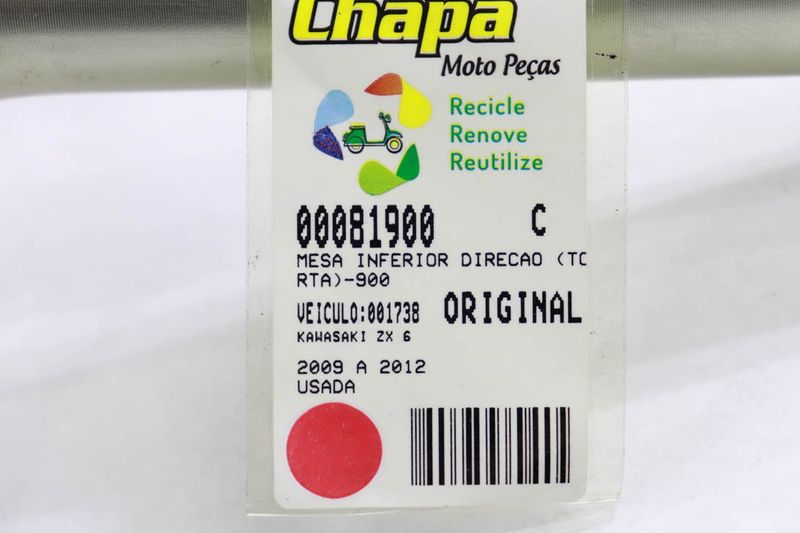 Chapa
Moto Peças
Recicle
Renove
Reutilize
00081900 C
MESA INFERIOR DIRECAO (TO
RTA)-900
VEICULO:001738 ORIGINAL
KAWASAKI ZX 6
2009 A 2012
USADA